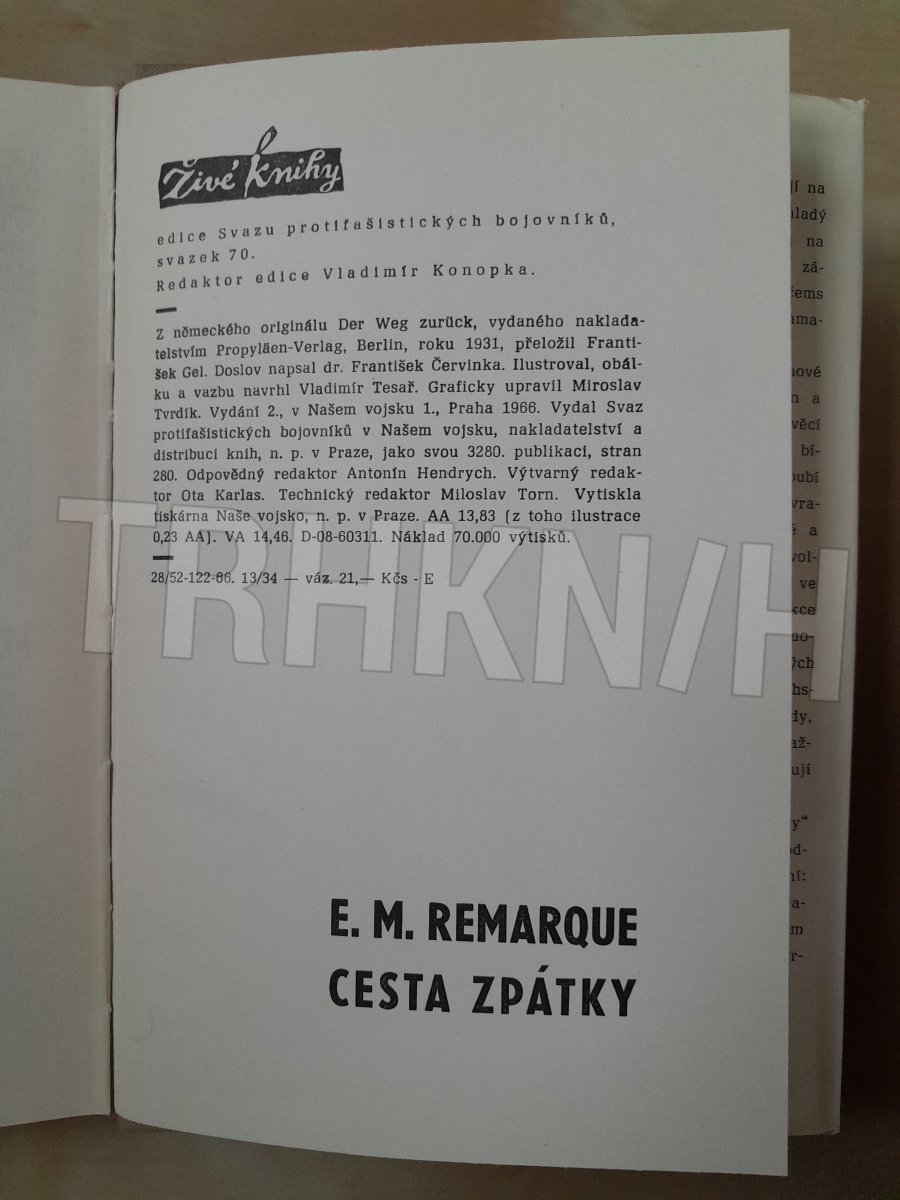 Živé knihy
edice Svazu protifašistických bojovníků,
svazek 70.
Redaktor edice Vladimír Konopka.
Z německého originálu Der Weg zurück, vydaného naklada-
telstvím Propyläen-Verlag, Berlin, roku 1931, přeložil Franti-
šek Gel. Doslov napsal dr. František Červinka. Ilustroval, obál-
ku a vazbu navrhl Vladimír Tesař. Graficky upravil Miroslav
Tvrdík. Vydání 2., v Našem vojsku 1., Praha 1966. Vydal Svaz
protifašistických bojovníků v Našem vojsku, nakladatelství a
distribuci knih, n. p. v Praze, jako svou 3280. publikaci, stran
280. Odpovědný redaktor Antonín Hendrych. Výtvarný redak-
tor Ota Karlas. Technický redaktor Miloslav Torn. Vytiskla
tiskárna Naše vojsko, n. p. v Praze. AA 13,83 (z toho ilustrace
0,23 AA). VA 14,46. D-08-60311. Náklad 70.000 výtisků.
28/52-122-66. 13/34 — váz. 21,— Kčs - E
TRHKNIH
E. M. REMARQUE
CESTA ZPÁTKY
na
na
zá-
a
bí-
a
ve